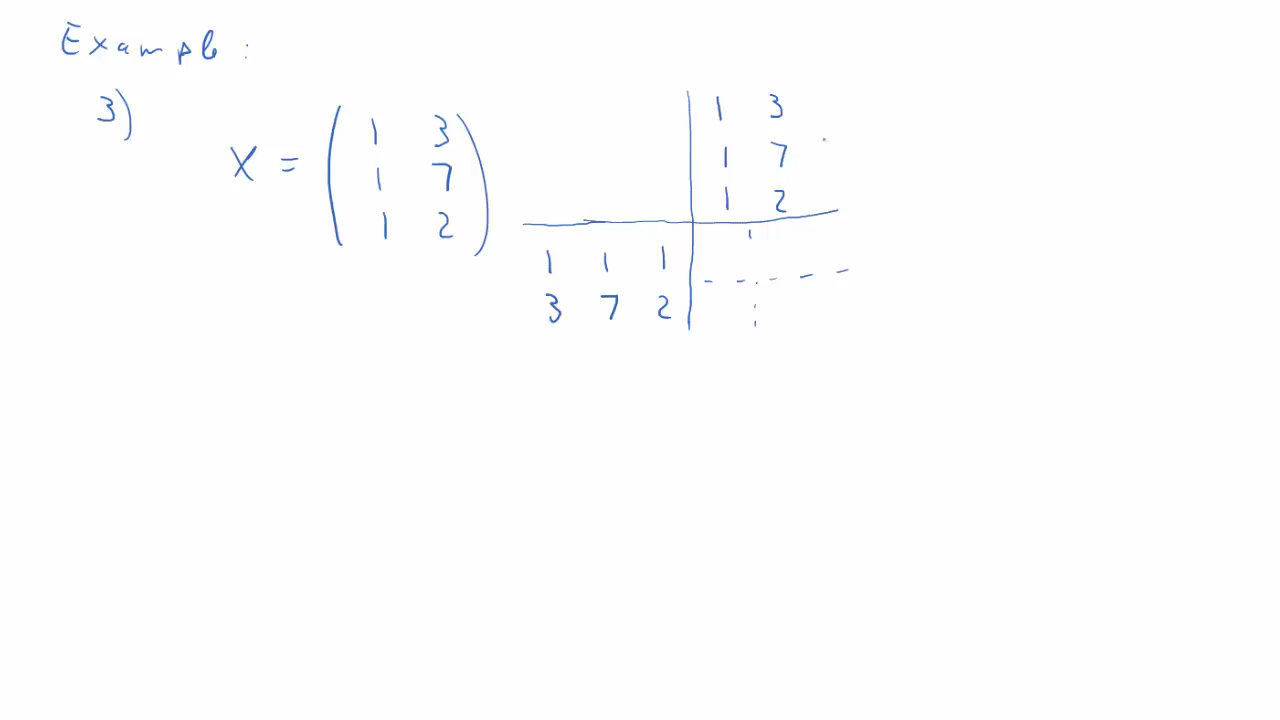 Example:
3)
X = ( 1 3
1 7
1 2 )
1 3
1 7
1 2
1 1 1
3 7 2